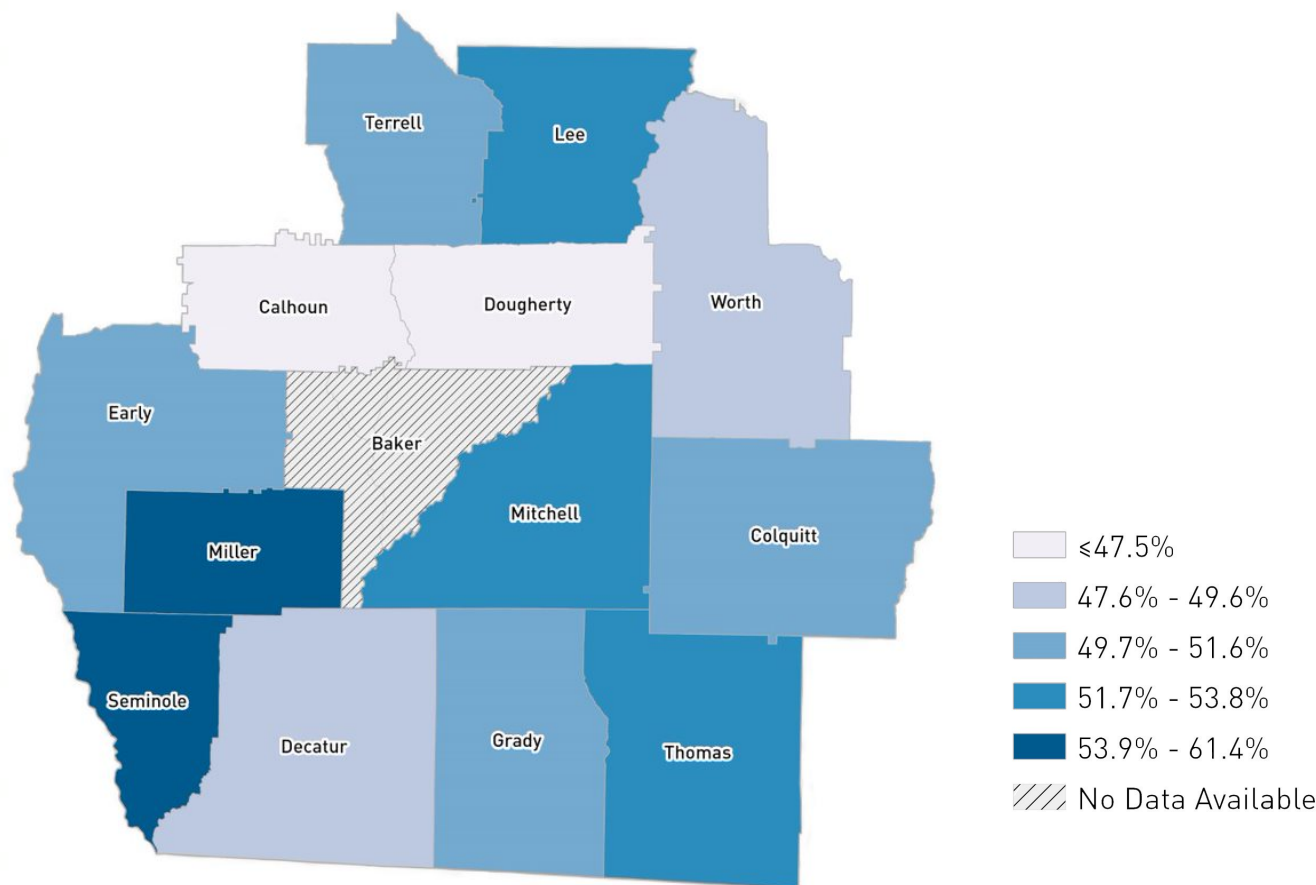 Terrell
Lee
Calhoun
Dougherty
Worth
Early
Baker
Mitchell
Colquitt
Miller
Seminole
Decatur
Grady
Thomas
≤47.5%
47.6% - 49.6%
49.7% - 51.6%
51.7% - 53.8%
53.9% - 61.4%
No Data Available